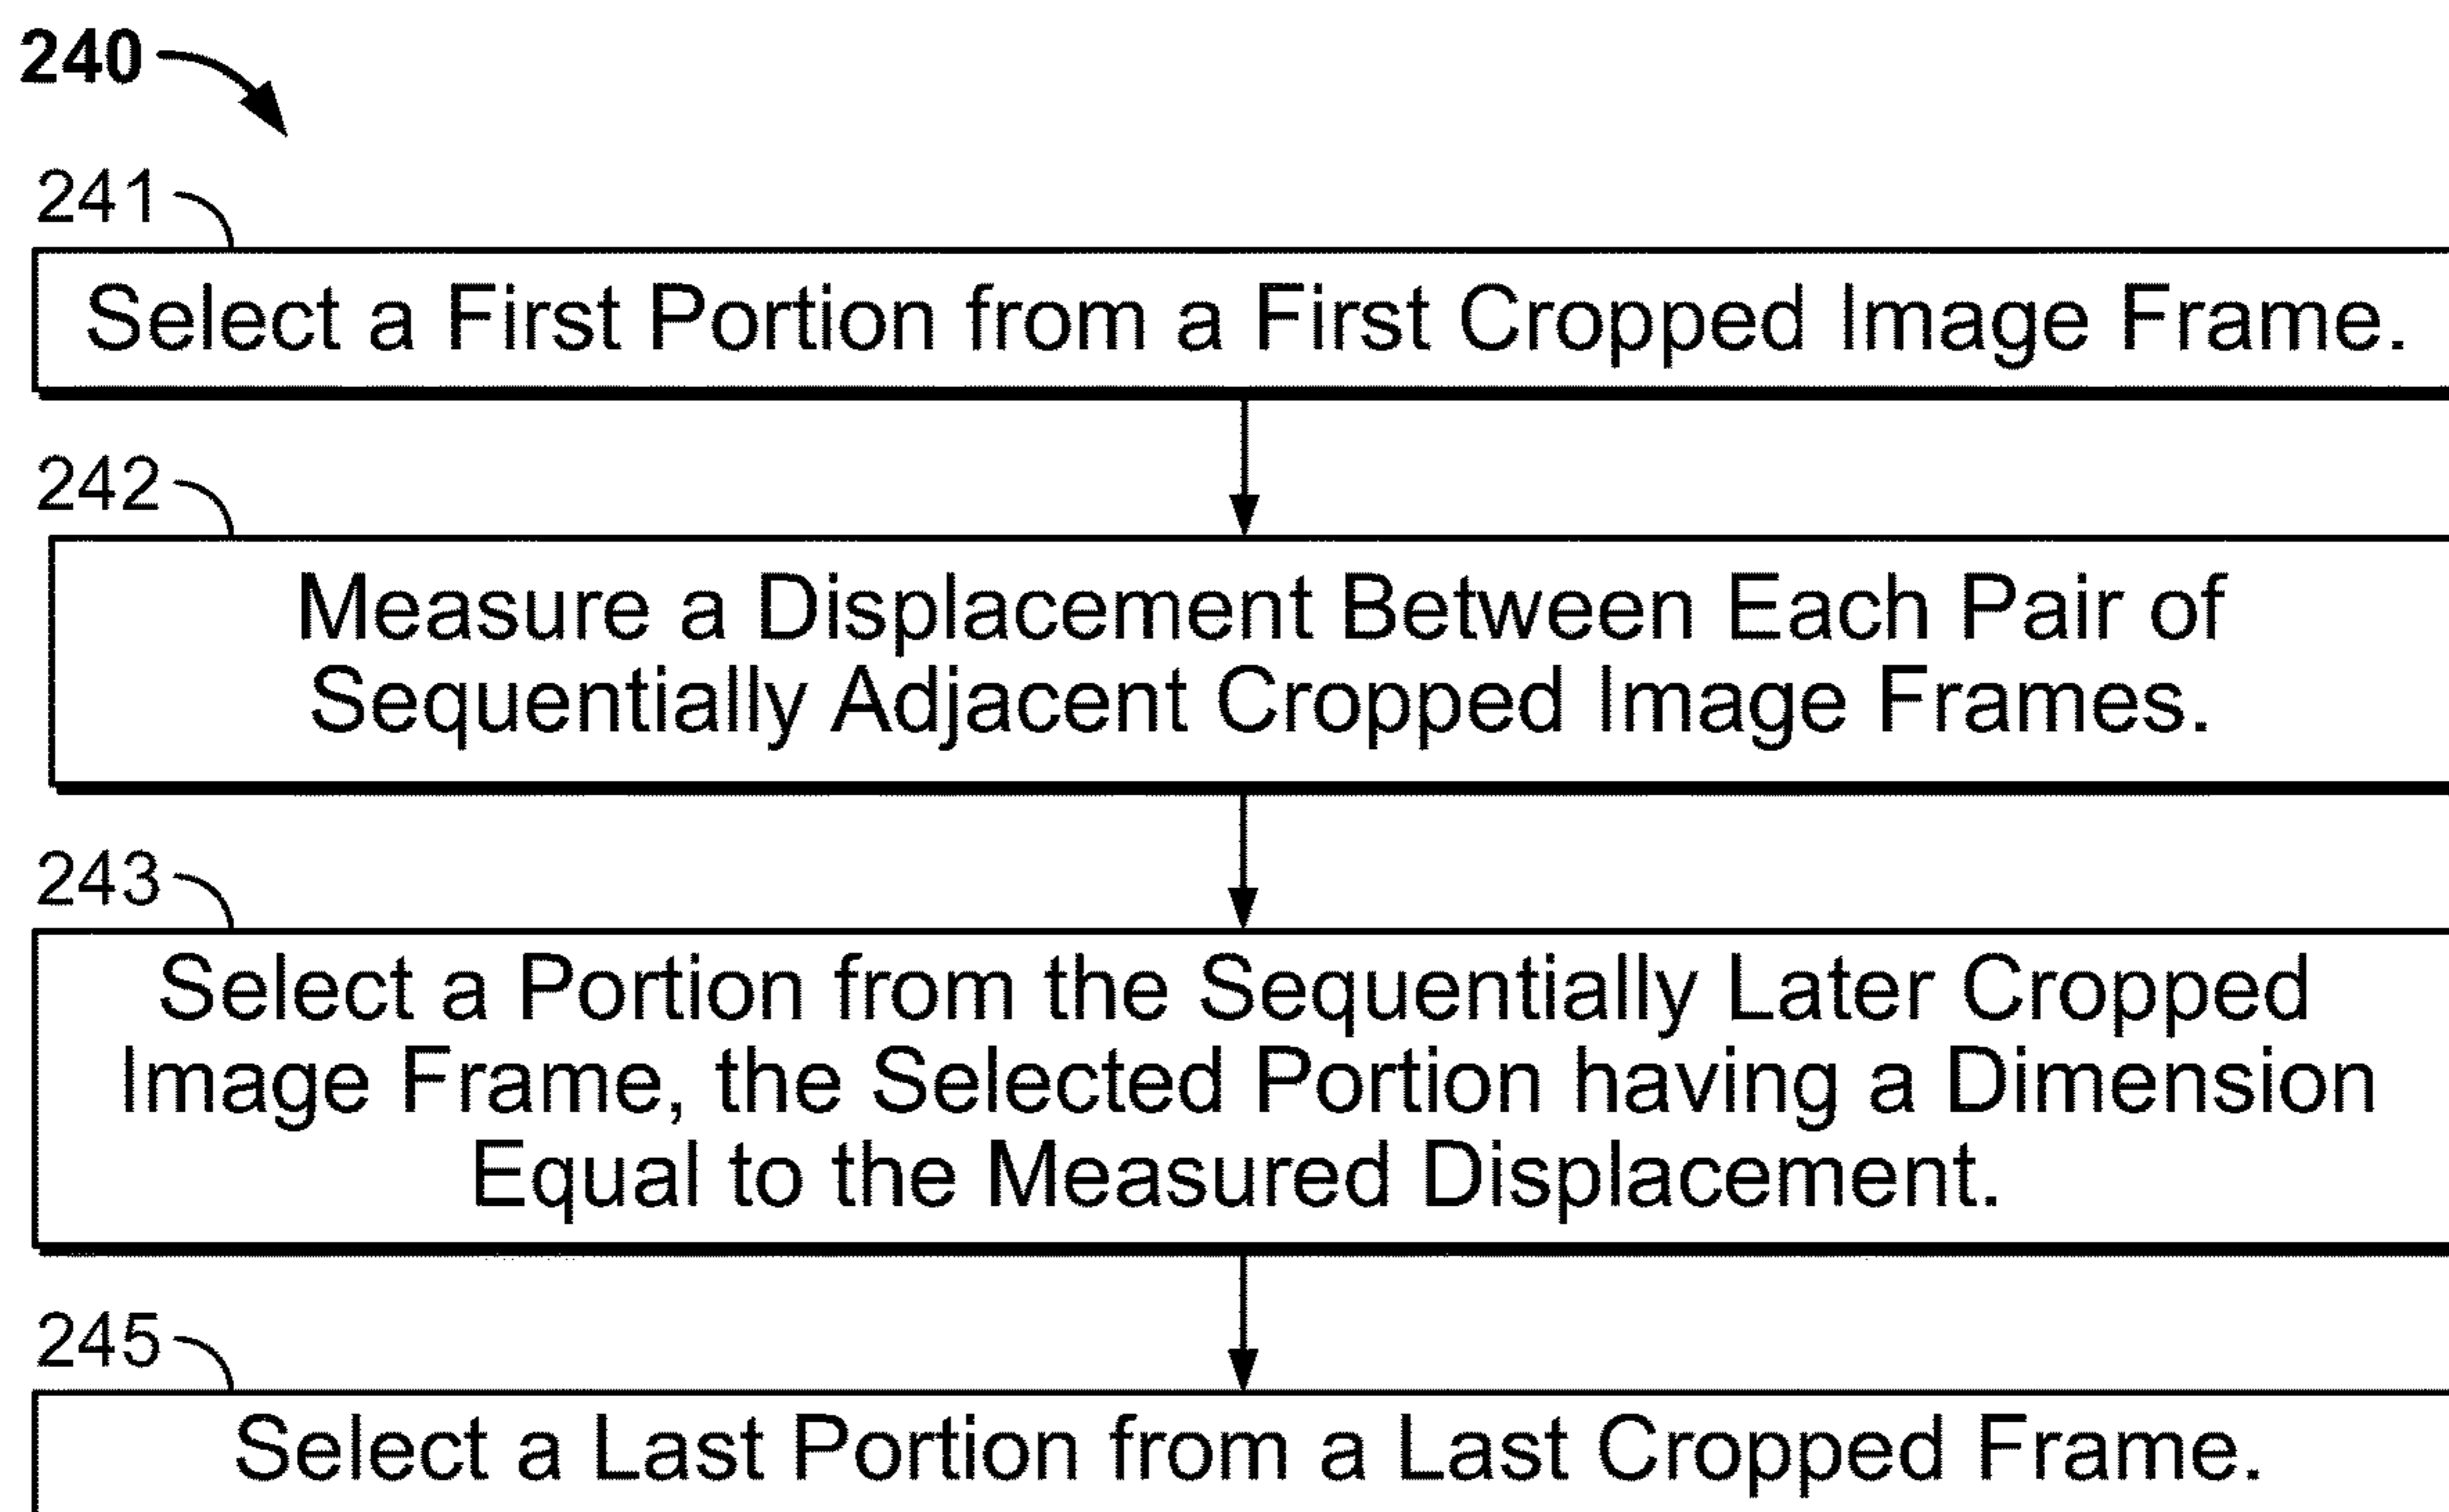 240
241
Select a First Portion from a First Cropped Image Frame.
242
Measure a Displacement Between Each Pair of
Sequentially Adjacent Cropped Image Frames.
243
Select a Portion from the Sequentially Later Cropped
Image Frame, the Selected Portion having a Dimension
Equal to the Measured Displacement.
245
Select a Last Portion from a Last Cropped Frame.